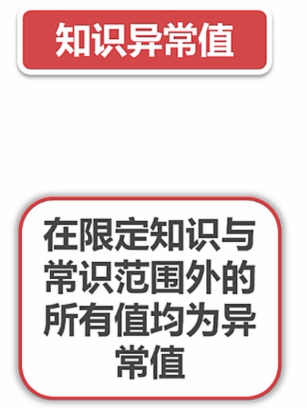 知识异常值
在限定知识与
常识范围外的
所有值均为异
常值